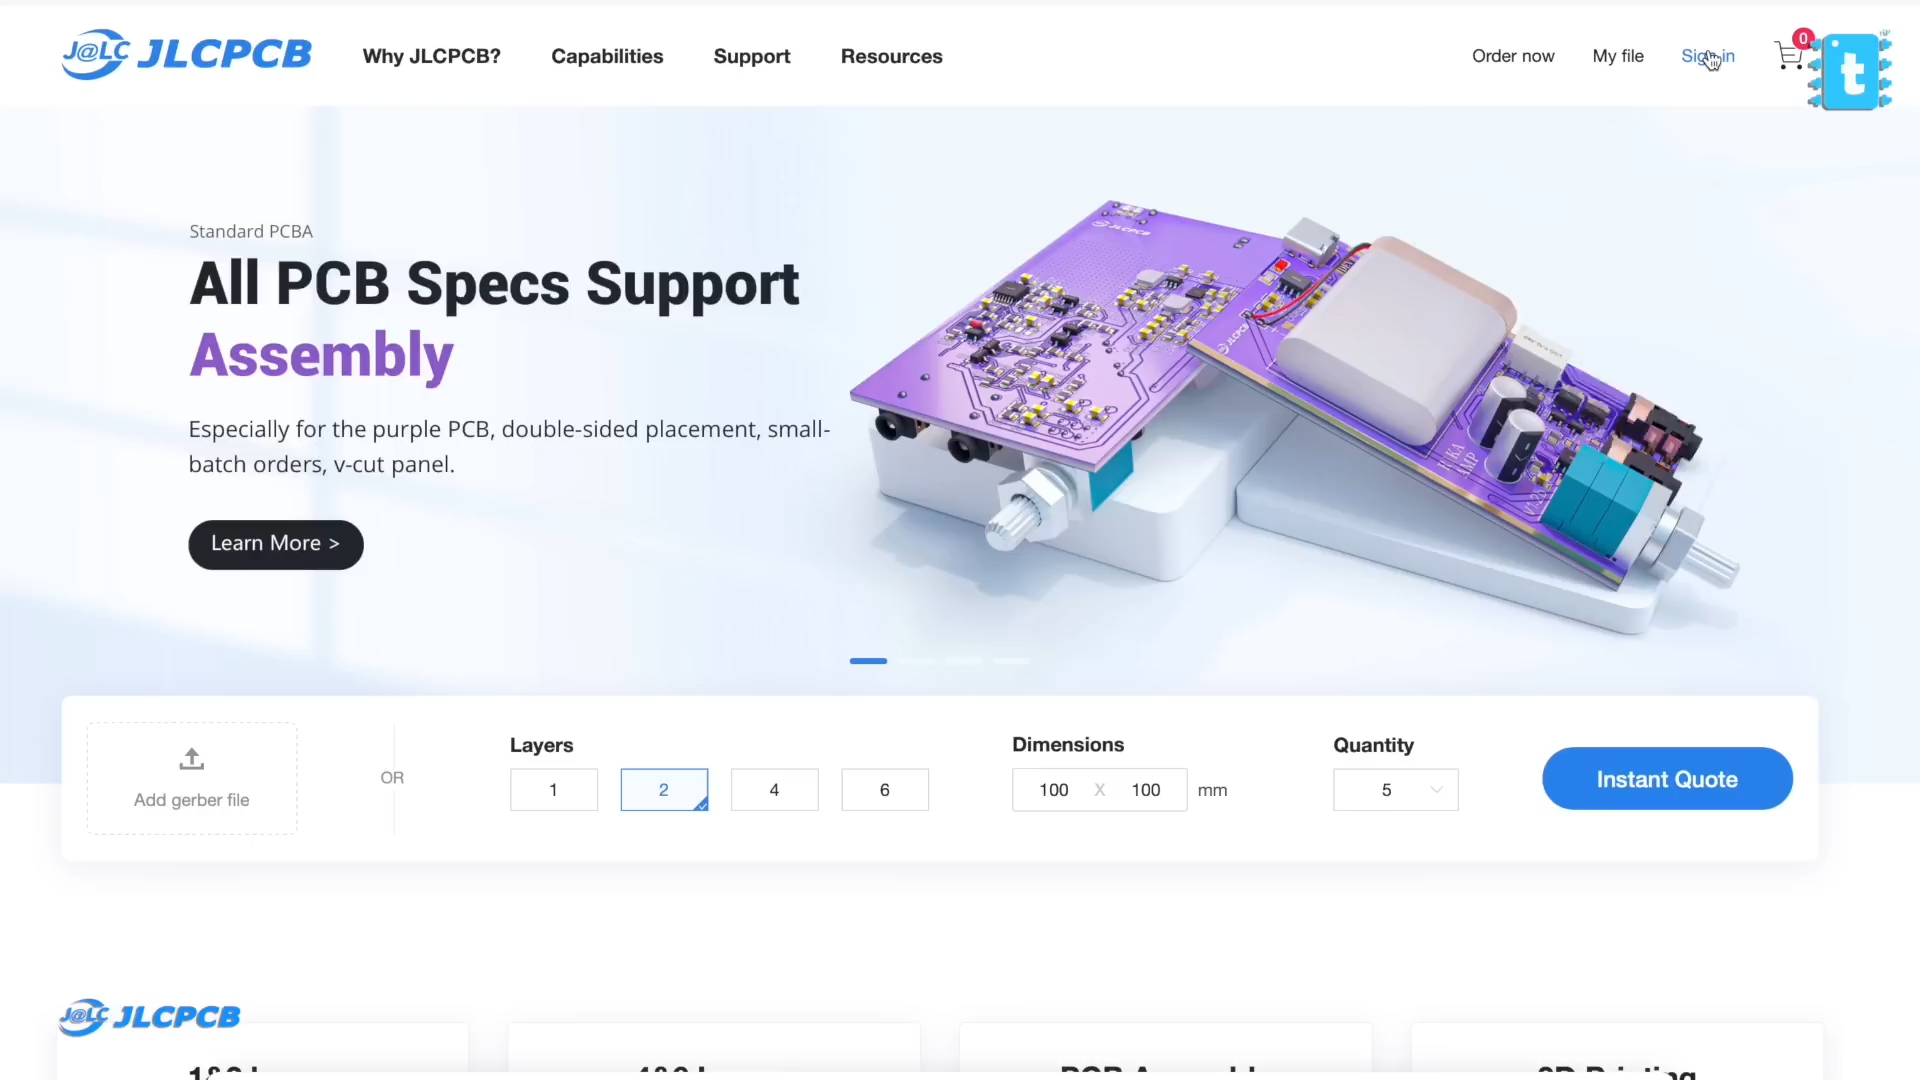 J@LC JLCPCB
Why JLCPCB?
Capabilities
Support
Resources
Order now
My file
Sign in
0
t
Standard PCBA
All PCB Specs Support
Assembly
Especially for the purple PCB, double-sided placement, small-
batch orders, v-cut panel.
Learn More >
JLCPCB
JLCPCB
Add gerber file
OR
Layers
1
2
4
6
Dimensions
100 X 100 mm
Quantity
5
Instant Quote
J@LC JLCPCB